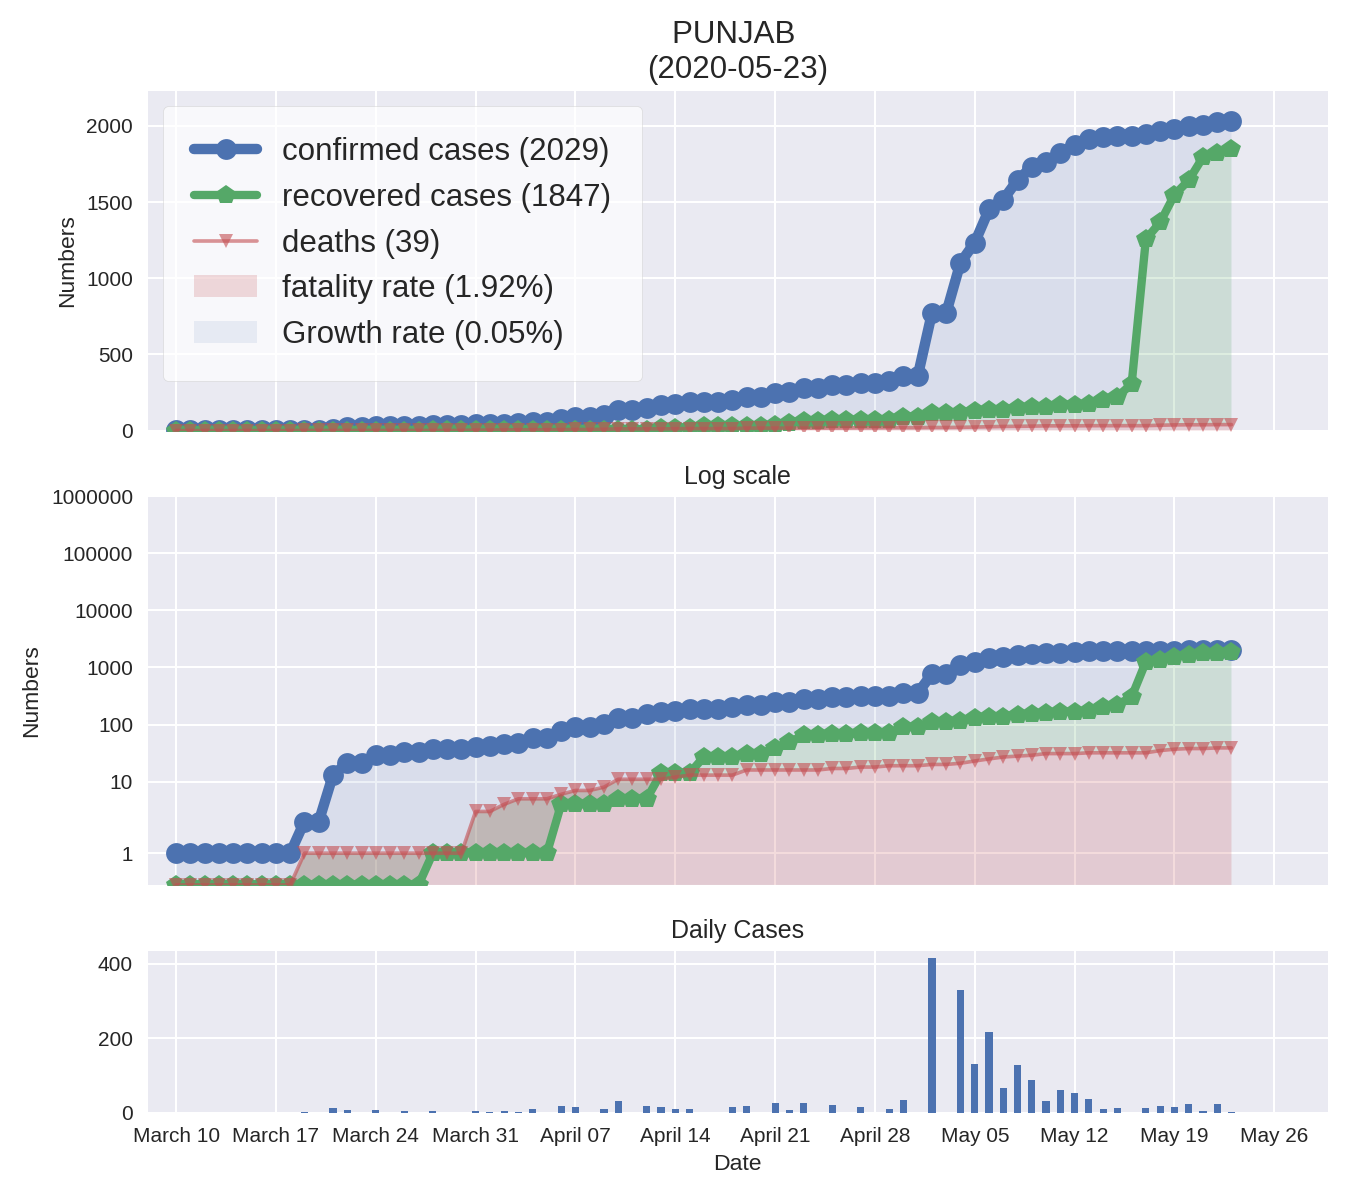 PUNJAB
(2020-05-23)
2000
1500
1000
500
0
Numbers
confirmed cases (2029)
recovered cases (1847)
deaths (39)
fatality rate (1.92%)
Growth rate (0.05%)
Log scale
1000000
100000
10000
1000
100
10
1
Numbers
Daily Cases
400
200
0
March 10 March 17 March 24 March 31 April 07 April 14 April 21 April 28 May 05 May 12 May 19 May 26
Date